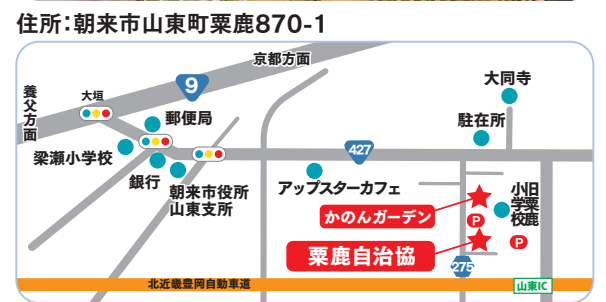 住所：朝来市山東町粟鹿870-1
京都方面
9
大垣
養父方面
郵便局
大同寺
駐在所
梁瀬小学校
427
銀行
朝来市役所
山東支所
アップスターカフェ
旧粟鹿
小学校
かのんガーデン
P
粟鹿自治協
P
275
北近畿豊岡自動車道
山東IC